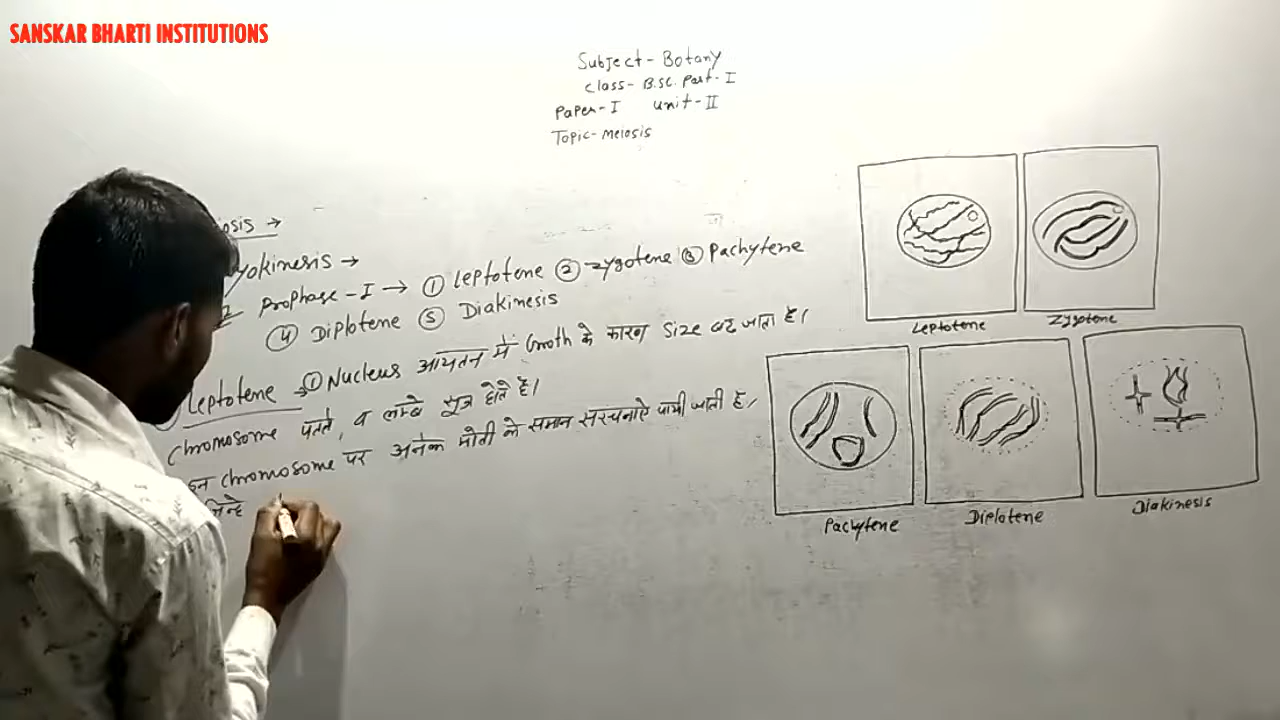 SANSKAR BHARTI INSTITUTIONS
Subject - Botany
Class - B.Sc. Part - I
Paper - I Unit - II
Topic - Meiosis
osis →
yokinesis →
Prophase - I → ① Leptotene ② Zygotene ③ Pachytene
④ Diplotene ⑤ Diakinesis
Leptotene → ① Nucleus आयतन में Groth के कारण Size बढ जाता है।
chromosome पतले, व लम्बे सूत्र होते है।
इन chromosome पर अनेक मोती के समान संरचनाऐ पायी जाती है,
जिन्हे
Leptotene
Zygotene
Pachytene
Diplotene
Diakinesis